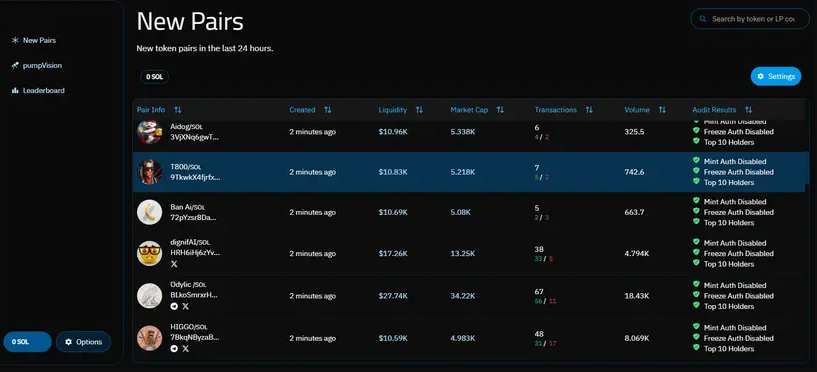 New Pairs
Search by token or LP cou
New token pairs in the last 24 hours.
New Pairs
pumpVision
Leaderboard
0 SOL
Settings
Pair Info Created Liquidity Market Cap Transactions Volume Audit Results
Aidog/SOL
3VjXNq6gwT...
2 minutes ago $10.96K 5.338K
6
4 / 2
325.5
Mint Auth Disabled
Freeze Auth Disabled
Top 10 Holders
T800/SOL
9TkwkX4fjrfx...
2 minutes ago $10.83K 5.218K
7
5 / 2
742.6
Mint Auth Disabled
Freeze Auth Disabled
Top 10 Holders
Ban Ai/SOL
72pYzsr8Da...
2 minutes ago $10.69K 5.08K
5
2 / 3
663.7
Mint Auth Disabled
Freeze Auth Disabled
Top 10 Holders
dignifAI/SOL
HRH6iHj6zYv...
2 minutes ago $17.26K 13.25K
38
33 / 5
4.794K
Mint Auth Disabled
Freeze Auth Disabled
Top 10 Holders
Odylic /SOL
BLkoSmrxrH...
2 minutes ago $27.74K 34.22K
67
56 / 11
18.43K
Mint Auth Disabled
Freeze Auth Disabled
Top 10 Holders
HIGGO/SOL
7BkqNByzaB...
2 minutes ago $10.59K 4.983K
48
31 / 17
8.069K
Mint Auth Disabled
Freeze Auth Disabled
Top 10 Holders
0 SOL
Options